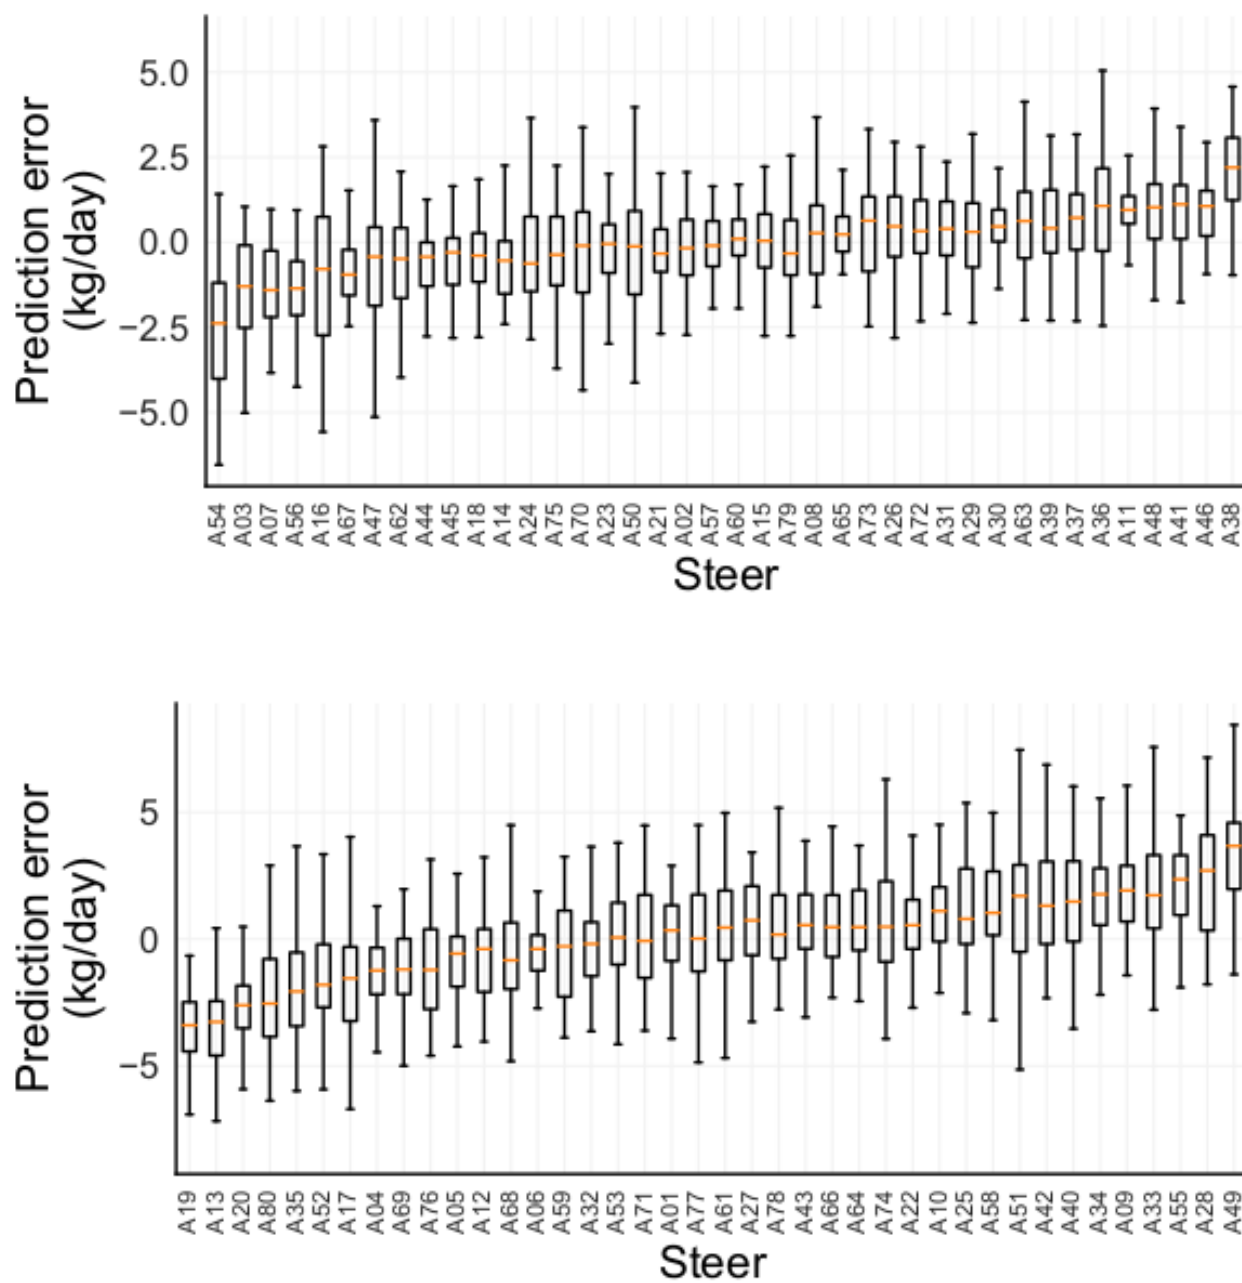 Prediction error
(kg/day)
5.0
2.5
0.0
−2.5
−5.0
A54 A03 A07 A56 A16 A67 A47 A62 A44 A45 A18 A14 A24 A75 A70 A23 A50 A21 A02 A57 A60 A15 A79 A08 A65 A73 A26 A72 A31 A29 A30 A63 A39 A37 A36 A11 A48 A41 A46 A38
Steer
Prediction error
(kg/day)
5
0
−5
A19 A13 A20 A80 A35 A52 A17 A04 A69 A76 A05 A12 A68 A06 A59 A32 A53 A71 A01 A77 A61 A27 A78 A43 A66 A64 A74 A22 A10 A25 A58 A51 A42 A40 A34 A09 A33 A55 A28 A49
Steer